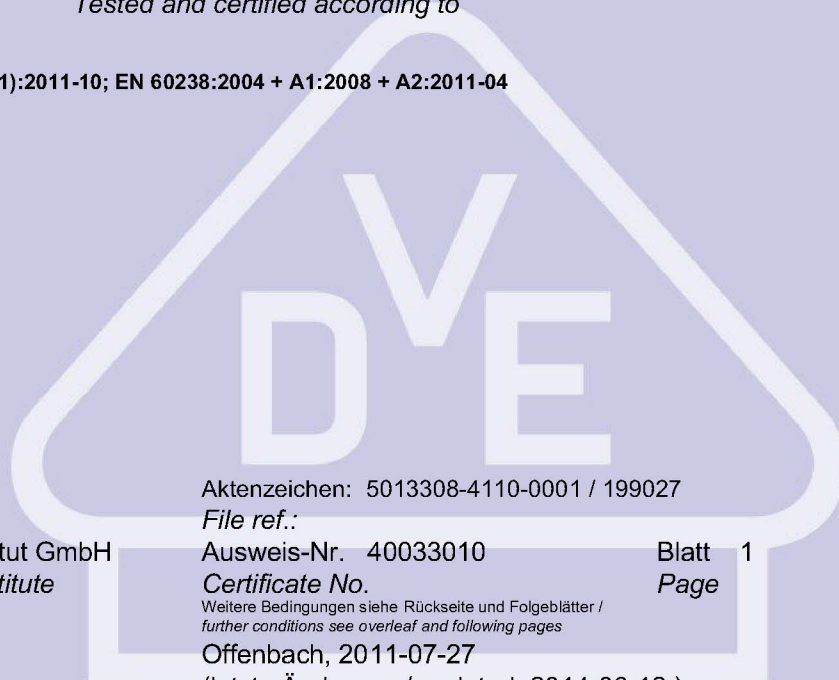 Tested and certified according to
1):2011-10; EN 60238:2004 + A1:2008 + A2:2011-04
VDE
Aktenzeichen: 5013308-4110-0001 / 199027
File ref.:
tut GmbH Ausweis-Nr. 40033010 Blatt 1
titute Certificate No. Page
Weitere Bedingungen siehe Rückseite und Folgeblätter /
further conditions see overleaf and following pages
Offenbach, 2011-07-27